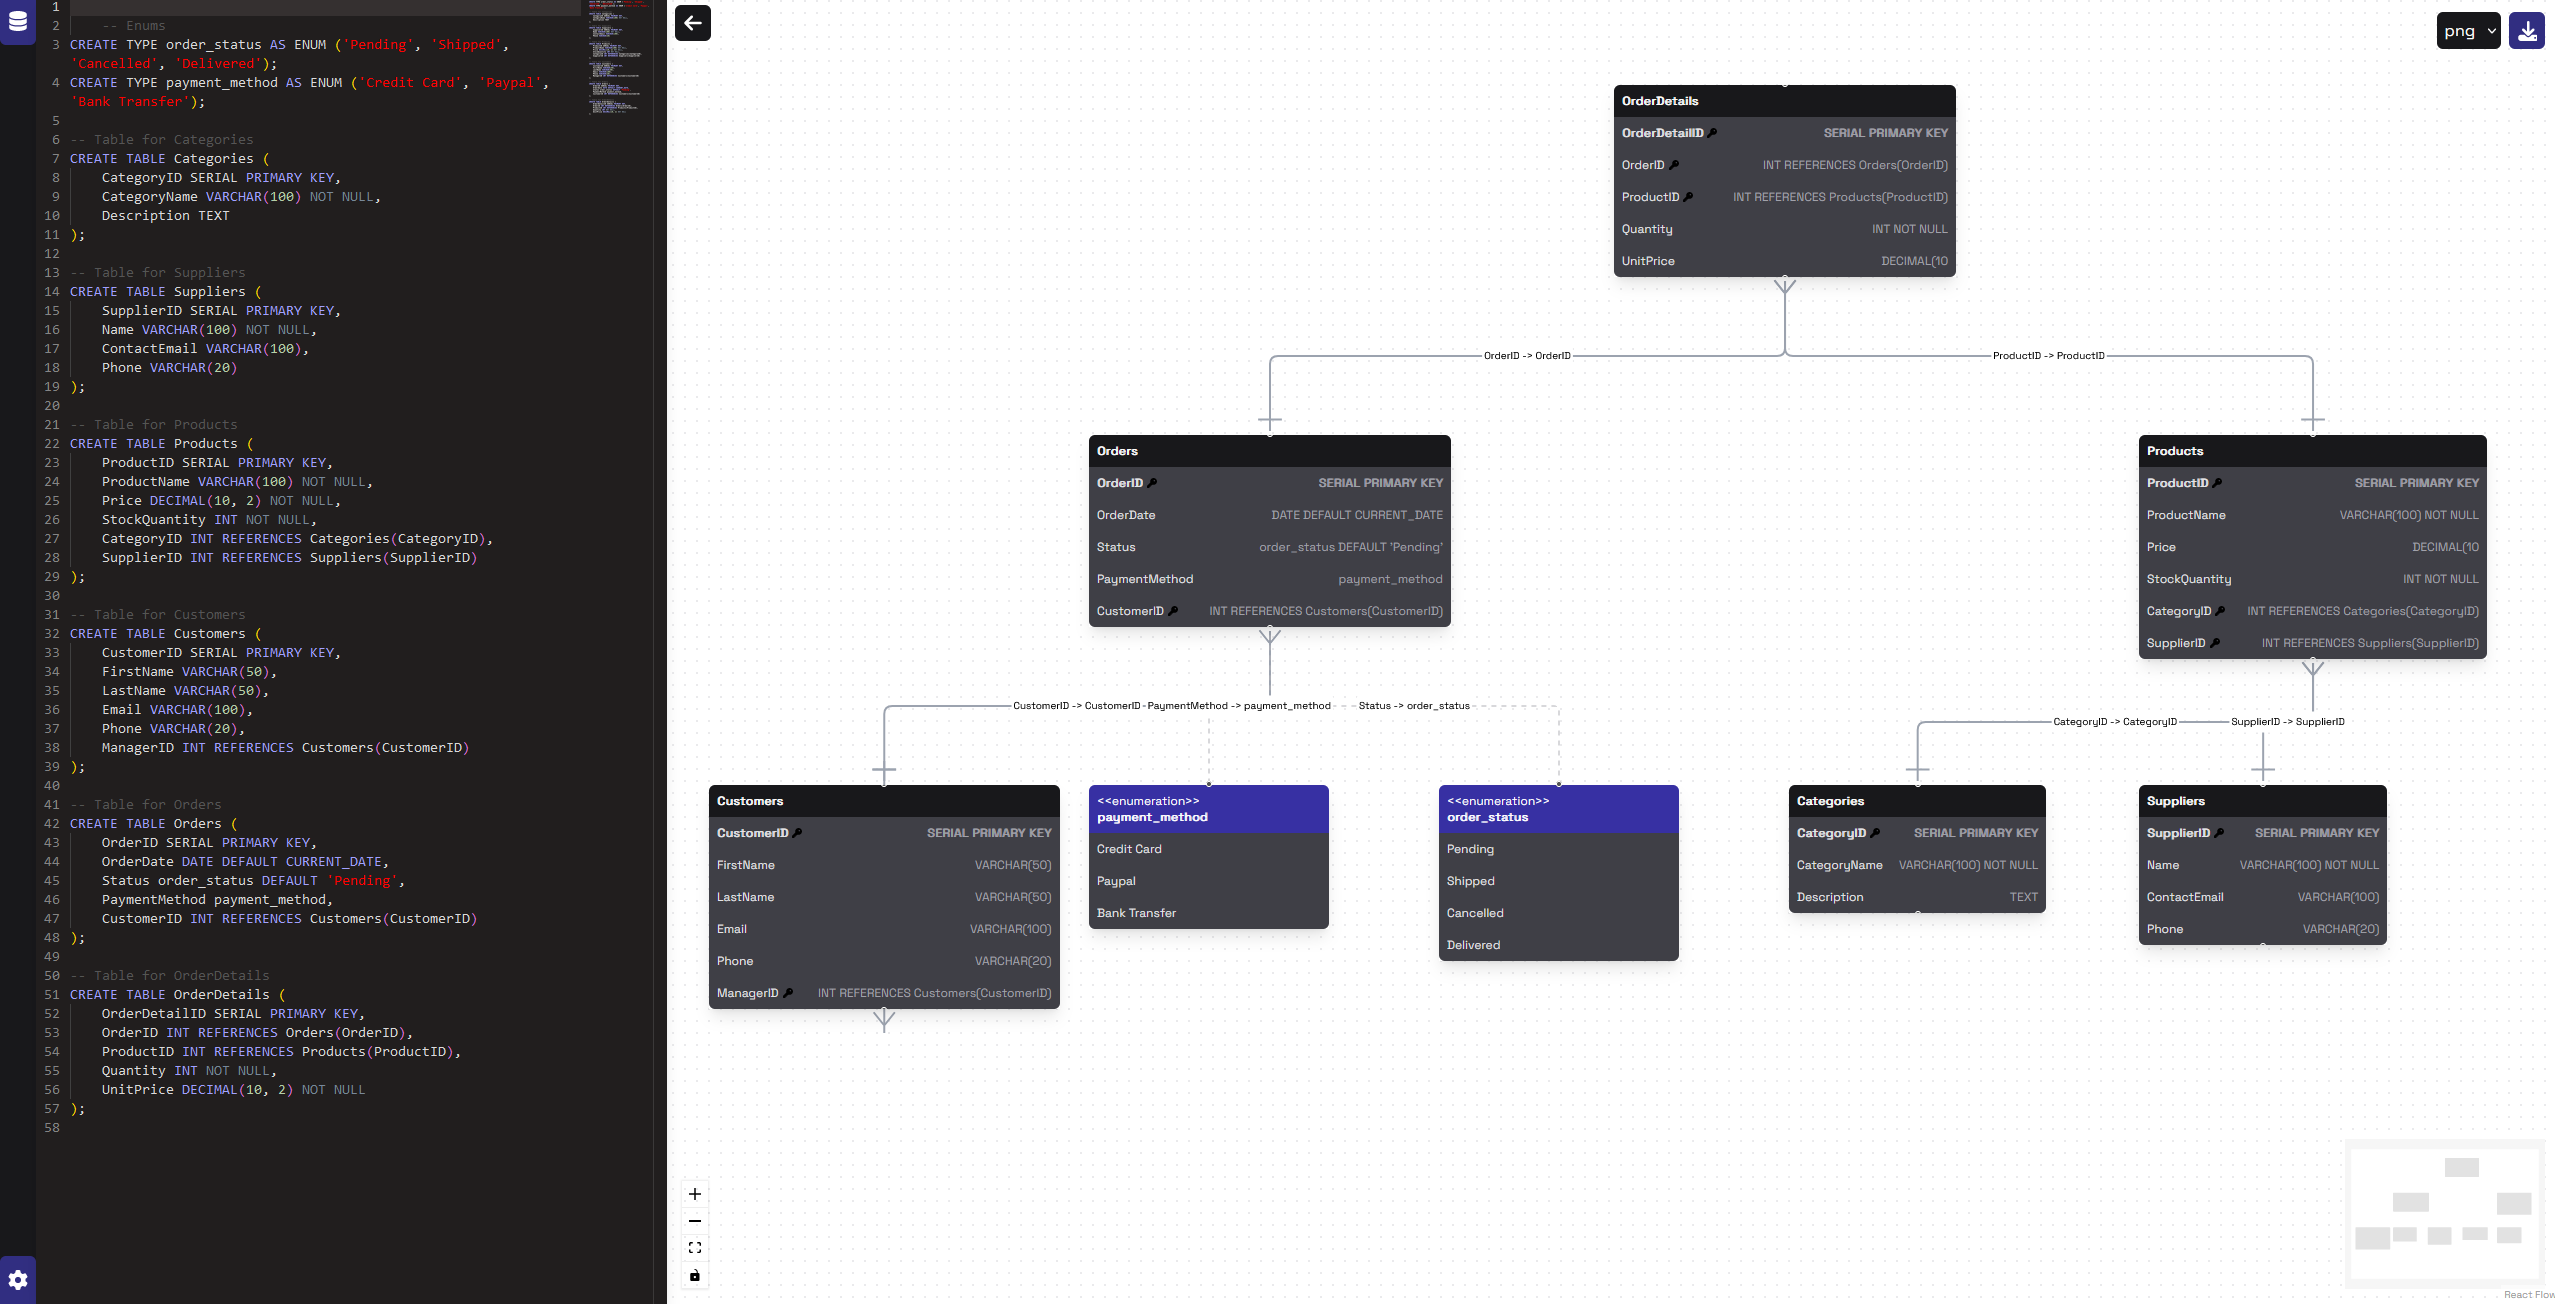 1
2 -- Enums
3 CREATE TYPE order_status AS ENUM ('Pending', 'Shipped',
'Cancelled', 'Delivered');
4 CREATE TYPE payment_method AS ENUM ('Credit Card', 'Paypal',
'Bank Transfer');
5
6 -- Table for Categories
7 CREATE TABLE Categories (
8 CategoryID SERIAL PRIMARY KEY,
9 CategoryName VARCHAR(100) NOT NULL,
10 Description TEXT
11 );
12
13 -- Table for Suppliers
14 CREATE TABLE Suppliers (
15 SupplierID SERIAL PRIMARY KEY,
16 Name VARCHAR(100) NOT NULL,
17 ContactEmail VARCHAR(100),
18 Phone VARCHAR(20)
19 );
20
21 -- Table for Products
22 CREATE TABLE Products (
23 ProductID SERIAL PRIMARY KEY,
24 ProductName VARCHAR(100) NOT NULL,
25 Price DECIMAL(10, 2) NOT NULL,
26 StockQuantity INT NOT NULL,
27 CategoryID INT REFERENCES Categories(CategoryID),
28 SupplierID INT REFERENCES Suppliers(SupplierID)
29 );
30
31 -- Table for Customers
32 CREATE TABLE Customers (
33 CustomerID SERIAL PRIMARY KEY,
34 FirstName VARCHAR(50),
35 LastName VARCHAR(50),
36 Email VARCHAR(100),
37 Phone VARCHAR(20),
38 ManagerID INT REFERENCES Customers(CustomerID)
39 );
40
41 -- Table for Orders
42 CREATE TABLE Orders (
43 OrderID SERIAL PRIMARY KEY,
44 OrderDate DATE DEFAULT CURRENT_DATE,
45 Status order_status DEFAULT 'Pending',
46 PaymentMethod payment_method,
47 CustomerID INT REFERENCES Customers(CustomerID)
48 );
49
50 -- Table for OrderDetails
51 CREATE TABLE OrderDetails (
52 OrderDetailID SERIAL PRIMARY KEY,
53 OrderID INT REFERENCES Orders(OrderID),
54 ProductID INT REFERENCES Products(ProductID),
55 Quantity INT NOT NULL,
56 UnitPrice DECIMAL(10, 2) NOT NULL
57 );
58
png
OrderDetails
OrderDetailID SERIAL PRIMARY KEY
OrderID INT REFERENCES Orders(OrderID)
ProductID INT REFERENCES Products(ProductID)
Quantity INT NOT NULL
UnitPrice DECIMAL(10
OrderID -> OrderID
ProductID -> ProductID
Orders
OrderID SERIAL PRIMARY KEY
OrderDate DATE DEFAULT CURRENT_DATE
Status order_status DEFAULT 'Pending'
PaymentMethod payment_method
CustomerID INT REFERENCES Customers(CustomerID)
Products
ProductID SERIAL PRIMARY KEY
ProductName VARCHAR(100) NOT NULL
Price DECIMAL(10
StockQuantity INT NOT NULL
CategoryID INT REFERENCES Categories(CategoryID)
SupplierID INT REFERENCES Suppliers(SupplierID)
CustomerID -> CustomerID
PaymentMethod -> payment_method
Status -> order_status
CategoryID -> CategoryID
SupplierID -> SupplierID
Customers
CustomerID SERIAL PRIMARY KEY
FirstName VARCHAR(50)
LastName VARCHAR(50)
Email VARCHAR(100)
Phone VARCHAR(20)
ManagerID INT REFERENCES Customers(CustomerID)
<<enumeration>>
payment_method
Credit Card
Paypal
Bank Transfer
<<enumeration>>
order_status
Pending
Shipped
Cancelled
Delivered
Categories
CategoryID SERIAL PRIMARY KEY
CategoryName VARCHAR(100) NOT NULL
Description TEXT
Suppliers
SupplierID SERIAL PRIMARY KEY
Name VARCHAR(100) NOT NULL
ContactEmail VARCHAR(100)
Phone VARCHAR(20)
React Flow